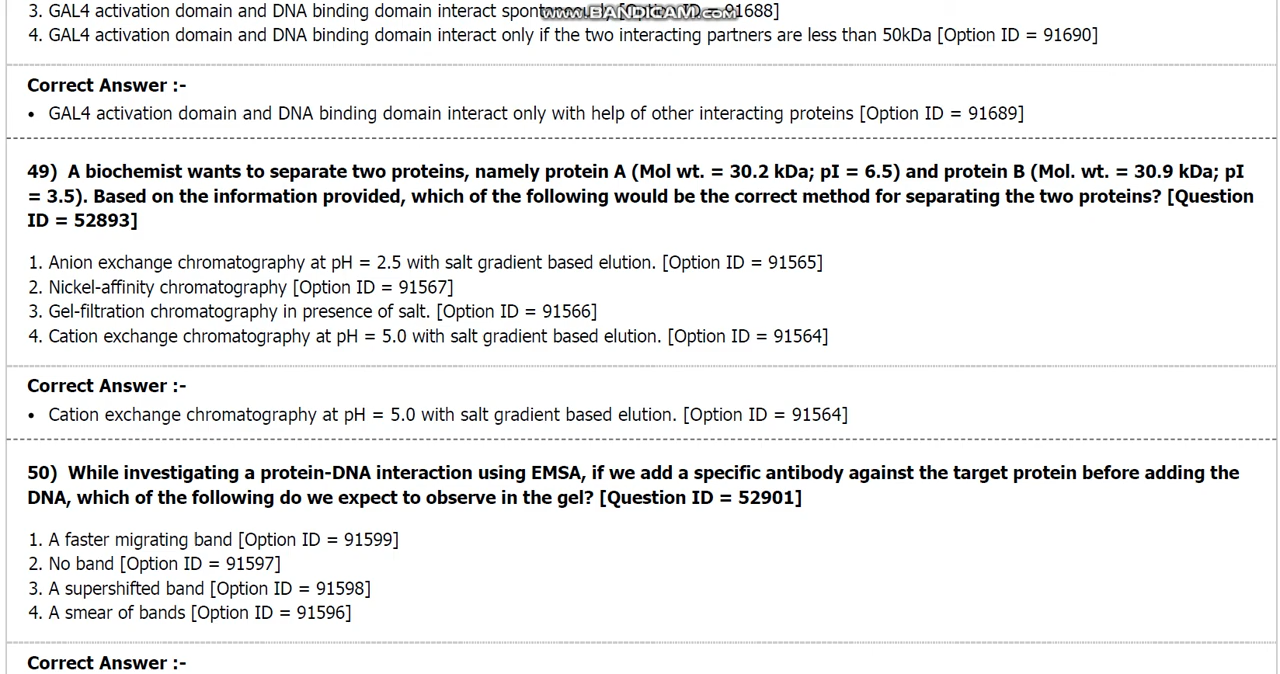 3. GAL4 activation domain and DNA binding domain interact [Option ID = 91688]
www.BANDICAM.com
4. GAL4 activation domain and DNA binding domain interact only if the two interacting partners are less than 50kDa [Option ID = 91690]
Correct Answer :-
• GAL4 activation domain and DNA binding domain interact only with help of other interacting proteins [Option ID = 91689]
49) A biochemist wants to separate two proteins, namely protein A (Mol wt. = 30.2 kDa; pI = 6.5) and protein B (Mol. wt. = 30.9 kDa; pI
= 3.5). Based on the information provided, which of the following would be the correct method for separating the two proteins? [Question
ID = 52893]
1. Anion exchange chromatography at pH = 2.5 with salt gradient based elution. [Option ID = 91565]
2. Nickel-affinity chromatography [Option ID = 91567]
3. Gel-filtration chromatography in presence of salt. [Option ID = 91566]
4. Cation exchange chromatography at pH = 5.0 with salt gradient based elution. [Option ID = 91564]
Correct Answer :-
• Cation exchange chromatography at pH = 5.0 with salt gradient based elution. [Option ID = 91564]
50) While investigating a protein-DNA interaction using EMSA, if we add a specific antibody against the target protein before adding the
DNA, which of the following do we expect to observe in the gel? [Question ID = 52901]
1. A faster migrating band [Option ID = 91599]
2. No band [Option ID = 91597]
3. A supershifted band [Option ID = 91598]
4. A smear of bands [Option ID = 91596]
Correct Answer :-